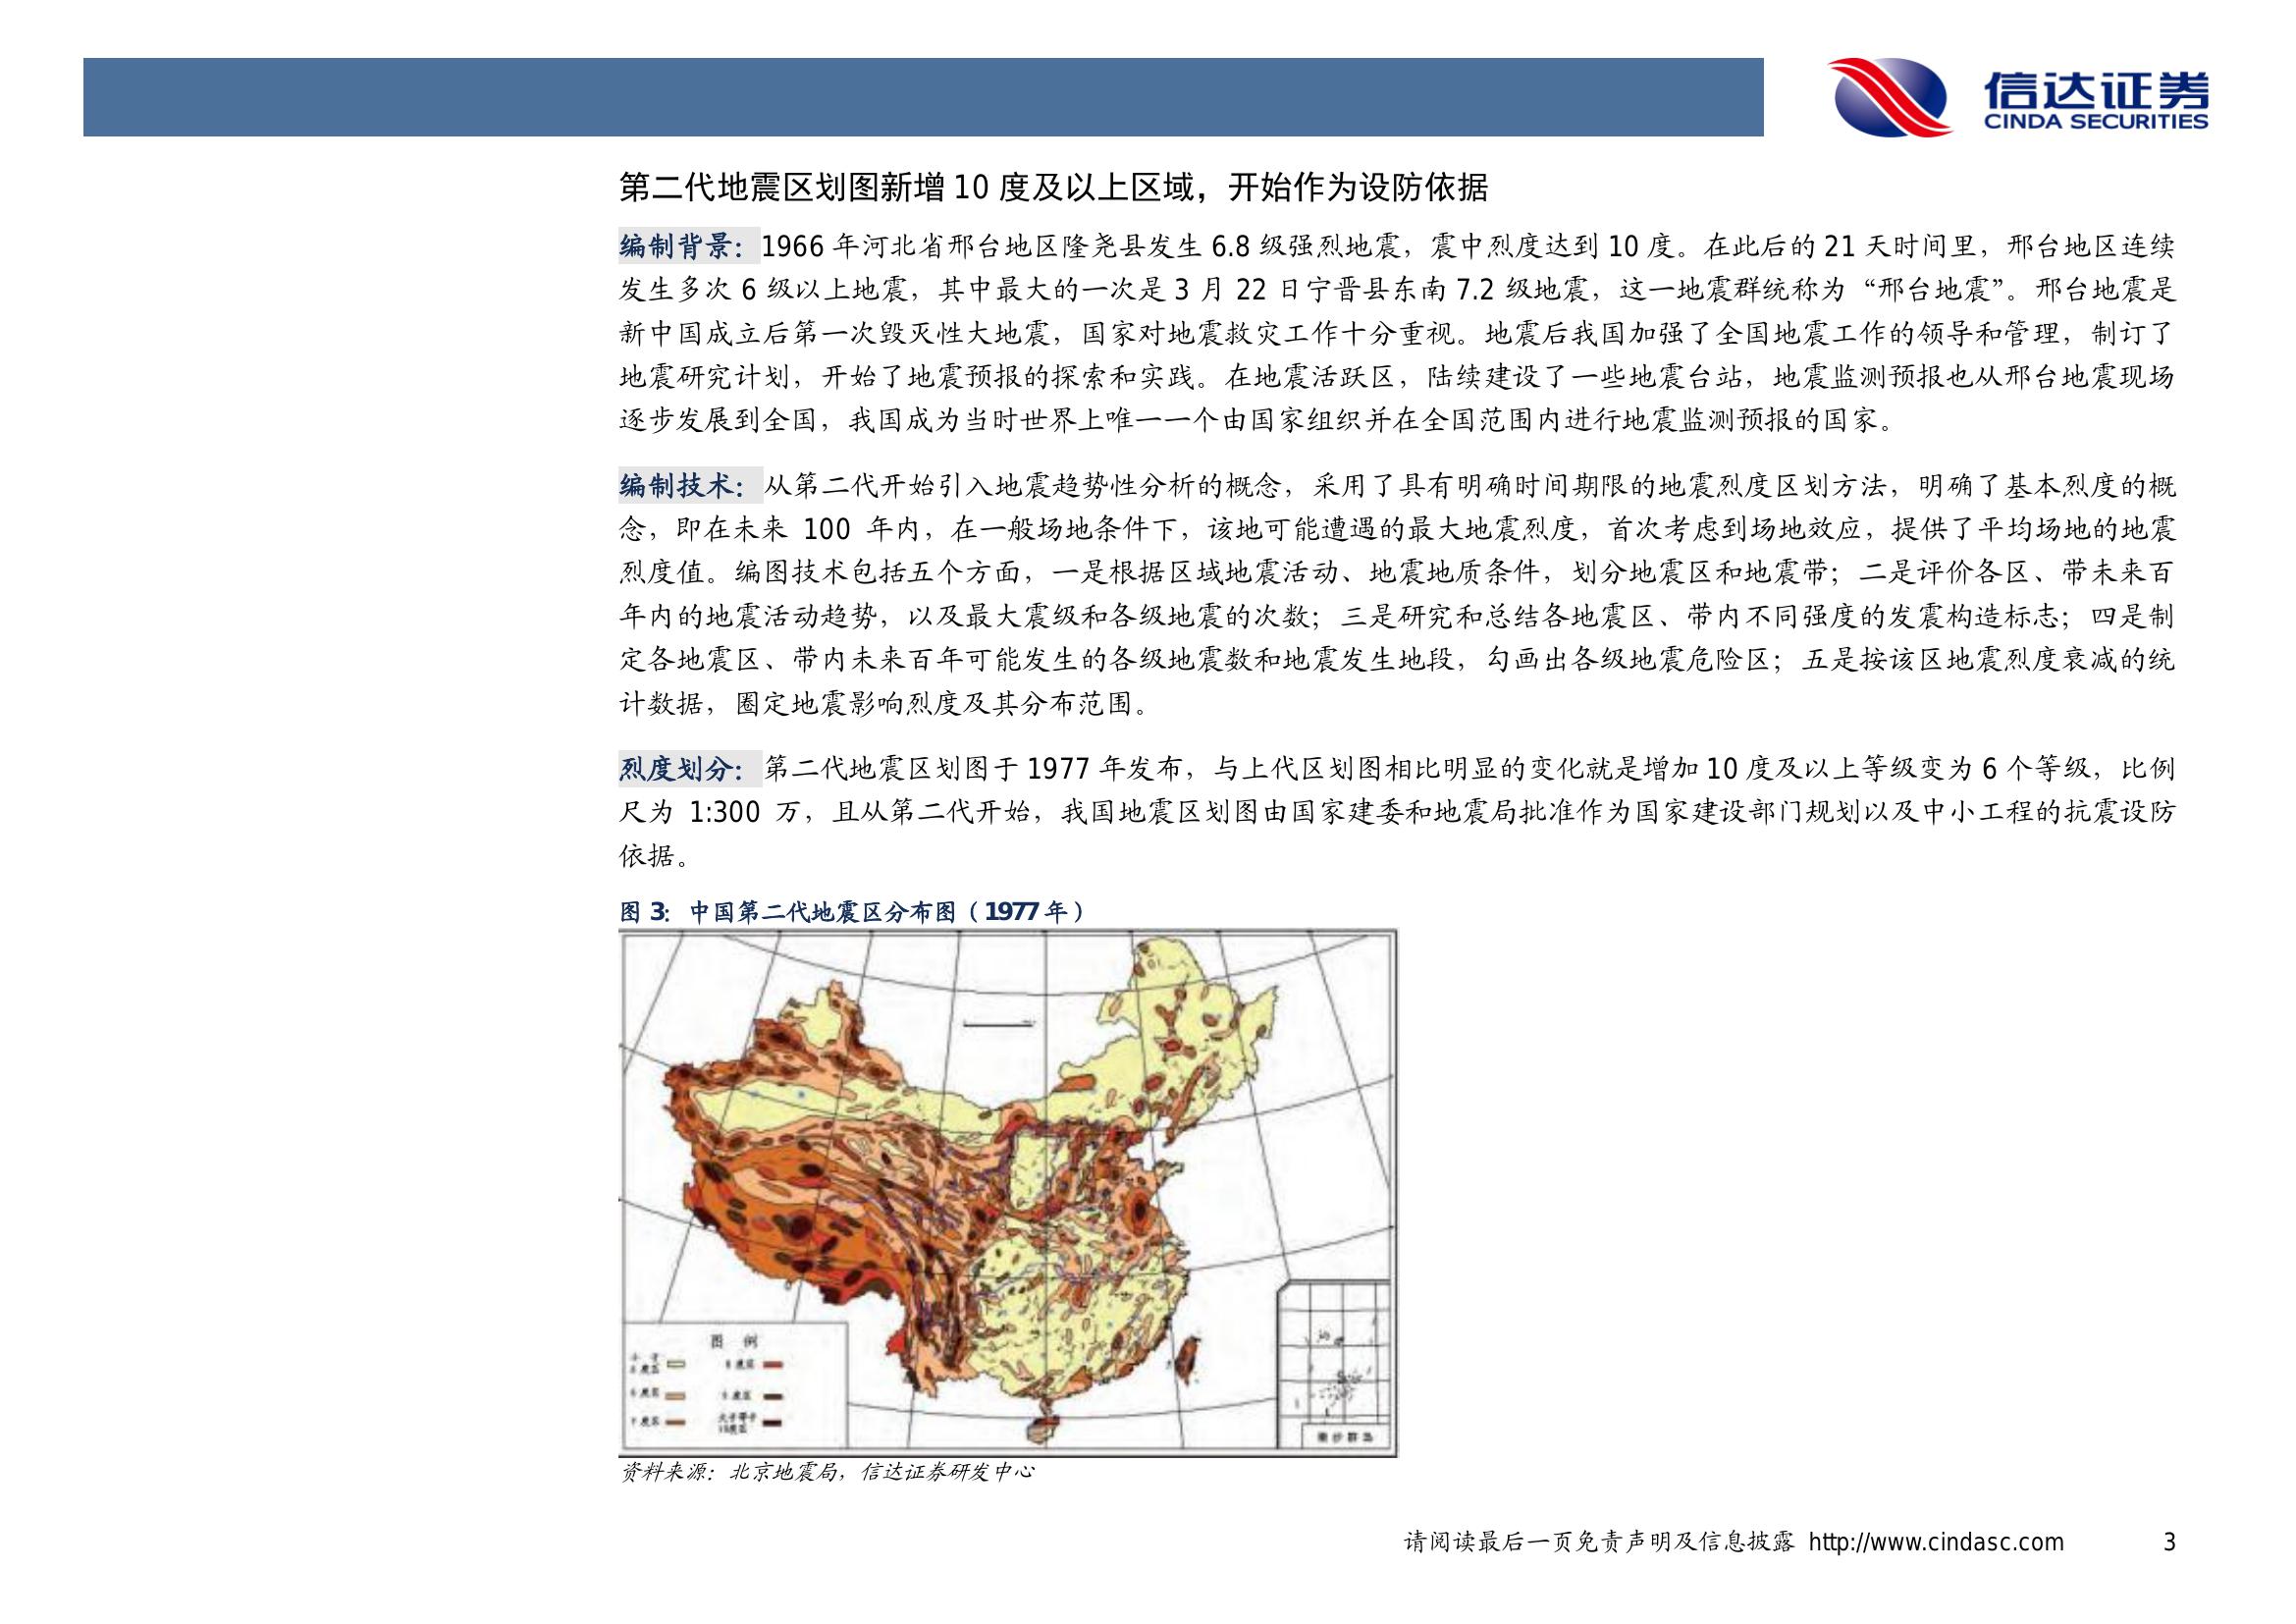 信达证券
CINDA SECURITIES
第二代地震区划图新增 10 度及以上区域，开始作为设防依据
编制背景：1966 年河北省邢台地区隆尧县发生 6.8 级强烈地震，震中烈度达到 10 度。在此后的 21 天时间里，邢台地区连续
发生多次 6 级以上地震，其中最大的一次是 3 月 22 日宁晋县东南 7.2 级地震，这一地震群统称为“邢台地震”。邢台地震是
新中国成立后第一次毁灭性大地震，国家对地震救灾工作十分重视。地震后我国加强了全国地震工作的领导和管理，制订了
地震研究计划，开始了地震预报的探索和实践。在地震活跃区，陆续建设了一些地震台站，地震监测预报也从邢台地震现场
逐步发展到全国，我国成为当时世界上唯一一个由国家组织并在全国范围内进行地震监测预报的国家。
编制技术：从第二代开始引入地震趋势性分析的概念，采用了具有明确时间期限的地震烈度区划方法，明确了基本烈度的概
念，即在未来 100 年内，在一般场地条件下，该地可能遭遇的最大地震烈度，首次考虑到场地效应，提供了平均场地的地震
烈度值。编图技术包括五个方面，一是根据区域地震活动、地震地质条件，划分地震区和地震带；二是评价各区、带未来百
年内的地震活动趋势，以及最大震级和各级地震的次数；三是研究和总结各地震区、带内不同强度的发震构造标志；四是制
定各地震区、带内未来百年可能发生的各级地震数和地震发生地段，勾画出各级地震危险区；五是按该区地震烈度衰减的统
计数据，圈定地震影响烈度及其分布范围。
烈度划分：第二代地震区划图于 1977 年发布，与上代区划图相比明显的变化就是增加 10 度及以上等级变为 6 个等级，比例
尺为 1:300 万，且从第二代开始，我国地震区划图由国家建委和地震局批准作为国家建设部门规划以及中小工程的抗震设防
依据。
图 3：中国第二代地震区分布图（1977 年）
图 例
6 度区
7 度区
8 度区
9 度区
大于等于
10度区
南沙群岛
资料来源：北京地震局，信达证券研发中心
请阅读最后一页免责声明及信息披露 http://www.cindasc.com 3